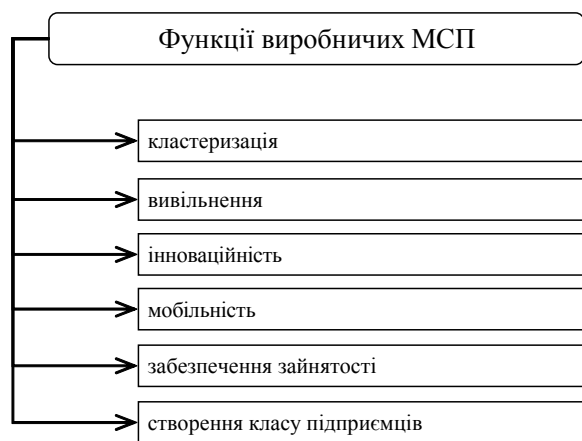 Функції виробничих МСП
кластеризація
вивільнення
інноваційність
мобільність
забезпечення зайнятості
створення класу підприємців